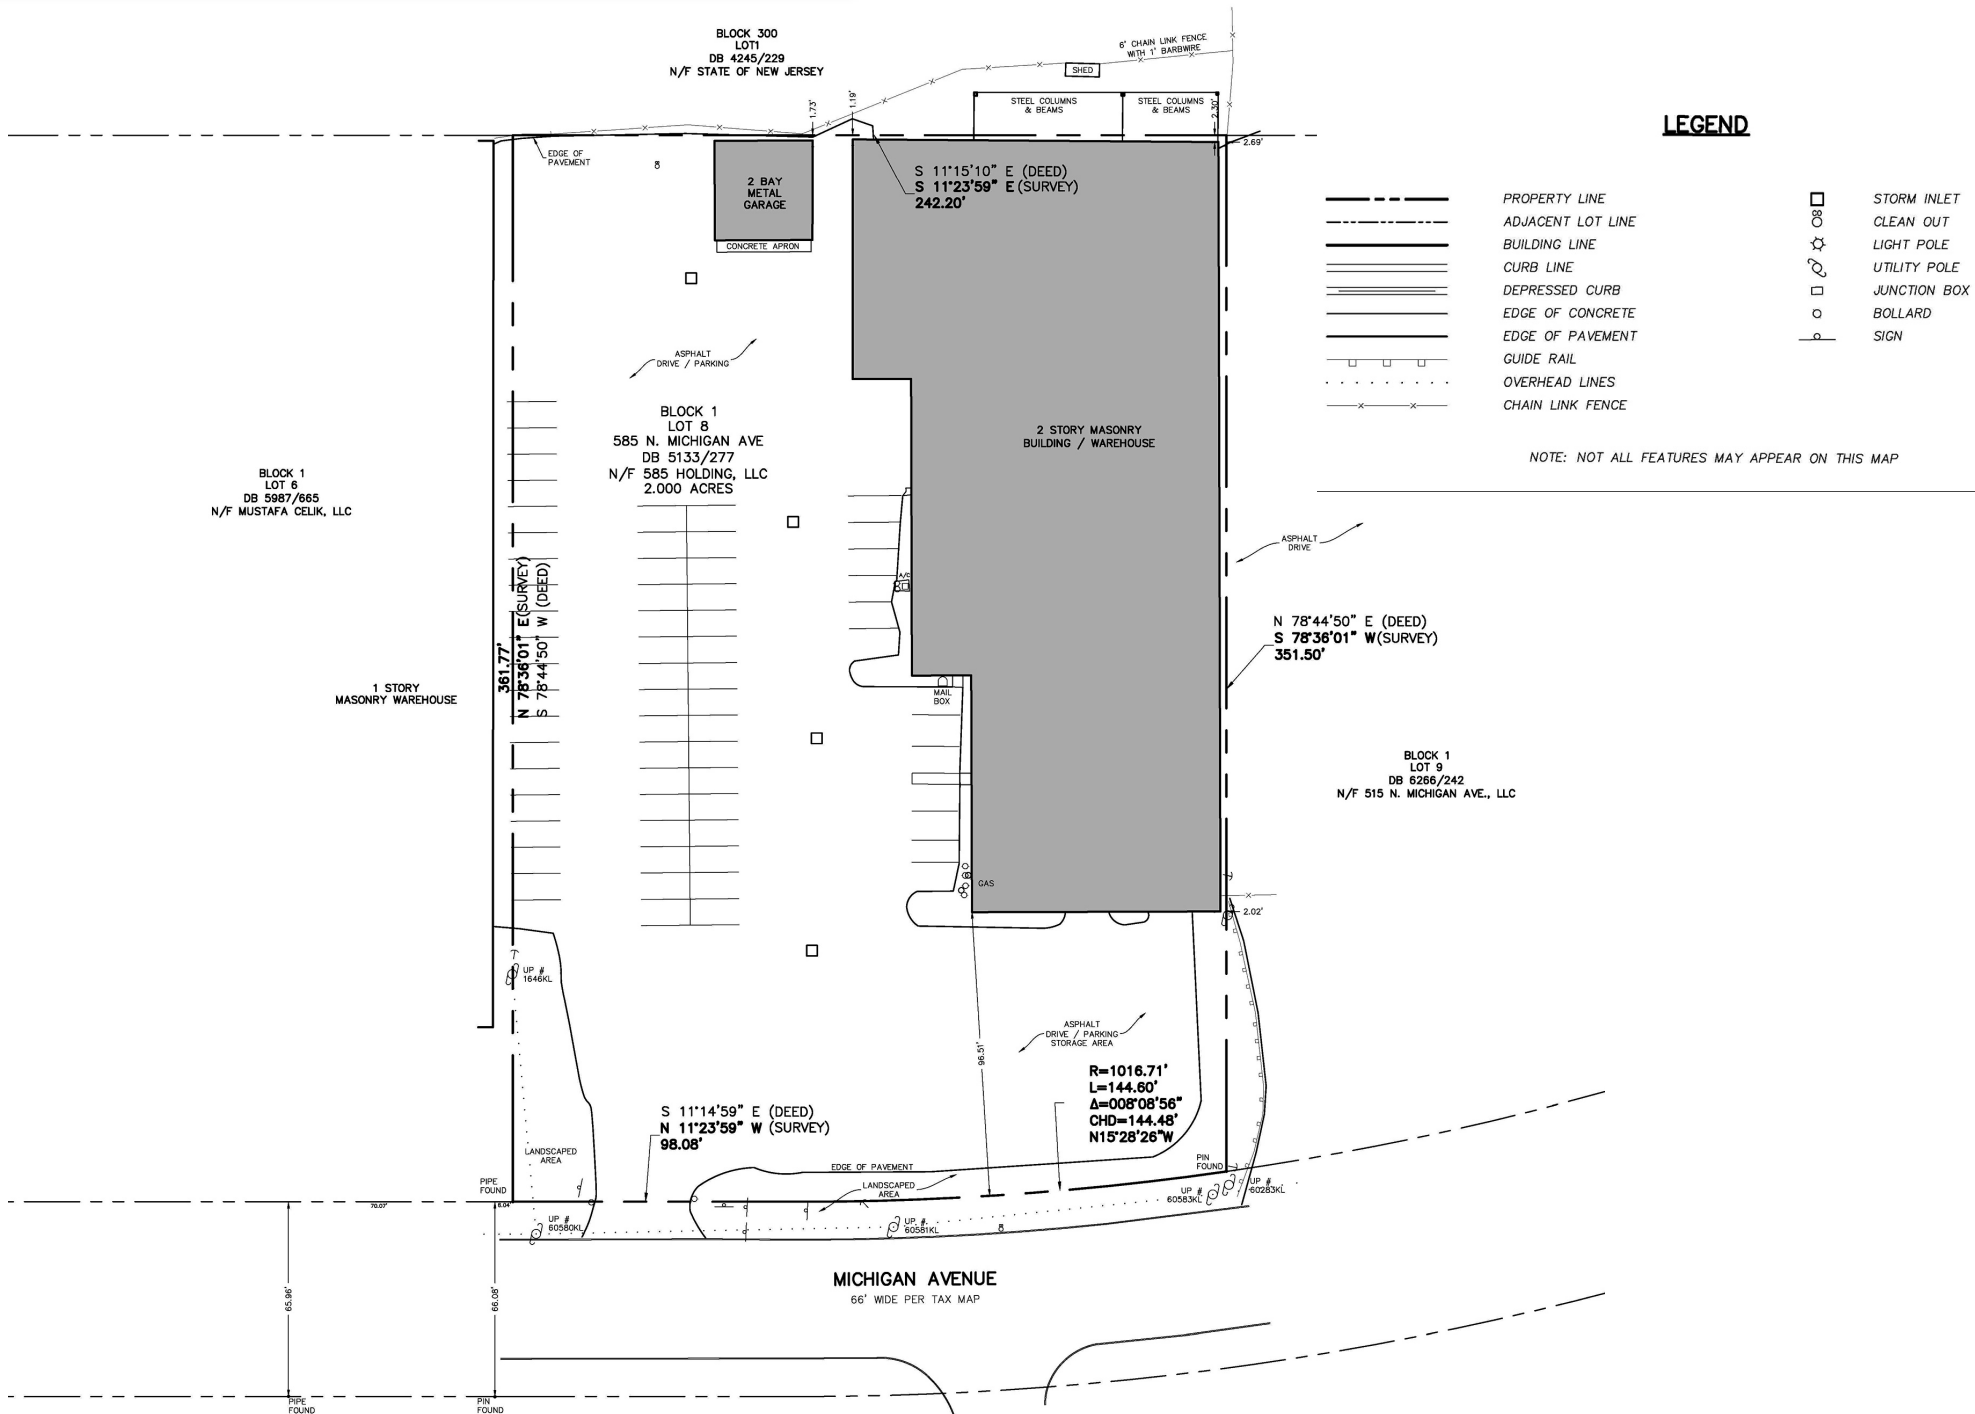 BLOCK 300
LOT1
DB 4245/229
N/F STATE OF NEW JERSEY
6' CHAIN LINK FENCE
WITH 1' BARBWIRE
SHED
STEEL COLUMNS
& BEAMS
STEEL COLUMNS
& BEAMS
1.73'
1.19'
2.30'
2.69'
EDGE OF
PAVEMENT
2 BAY
METAL
GARAGE
CONCRETE APRON
S 11°15'10" E (DEED)
S 11°23'59" E (SURVEY)
242.20'
LEGEND
PROPERTY LINE
ADJACENT LOT LINE
BUILDING LINE
CURB LINE
DEPRESSED CURB
EDGE OF CONCRETE
EDGE OF PAVEMENT
GUIDE RAIL
OVERHEAD LINES
CHAIN LINK FENCE
STORM INLET
CLEAN OUT
LIGHT POLE
UTILITY POLE
JUNCTION BOX
BOLLARD
SIGN
NOTE: NOT ALL FEATURES MAY APPEAR ON THIS MAP
ASPHALT
DRIVE / PARKING
BLOCK 1
LOT 8
585 N. MICHIGAN AVE
DB 5133/277
N/F 585 HOLDING, LLC
2.000 ACRES
2 STORY MASONRY
BUILDING / WAREHOUSE
BLOCK 1
LOT 6
DB 5987/665
N/F MUSTAFA CELIK, LLC
ASPHALT
DRIVE
A/C
361.77'
N 78°36'01" E (SURVEY)
S 78°44'50" W (DEED)
N 78°44'50" E (DEED)
S 78°36'01" W (SURVEY)
351.50'
1 STORY
MASONRY WAREHOUSE
MAIL
BOX
BLOCK 1
LOT 9
DB 6266/242
N/F 515 N. MICHIGAN AVE., LLC
GAS
2.02'
UP #
1646KL
96.51'
ASPHALT
DRIVE / PARKING
STORAGE AREA
R=1016.71'
L=144.60'
Δ=008°08'56"
CHD=144.48'
N15°28'26"W
S 11°14'59" E (DEED)
N 11°23'59" W (SURVEY)
98.08'
LANDSCAPED
AREA
EDGE OF PAVEMENT
LANDSCAPED
AREA
PIN
FOUND
PIPE
FOUND
UP #
60583KL
UP #
60283KL
70.07'
6.04'
UP #
60580KL
UP #
60581KL
MICHIGAN AVENUE
66' WIDE PER TAX MAP
65.96'
66.08'
PIPE
FOUND
PIN
FOUND